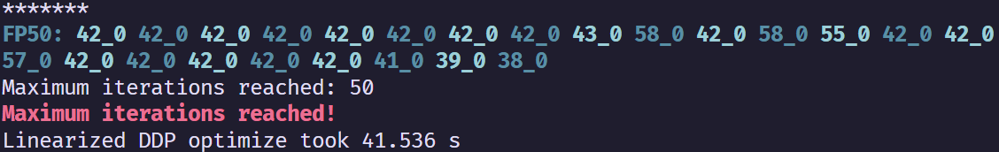 *******
FP50: 42_0 42_0 42_0 42_0 42_0 42_0 42_0 42_0 43_0 58_0 42_0 58_0 55_0 42_0 42_0
57_0 42_0 42_0 42_0 42_0 42_0 41_0 39_0 38_0
Maximum iterations reached: 50
Maximum iterations reached!
Linearized DDP optimize took 41.536 s